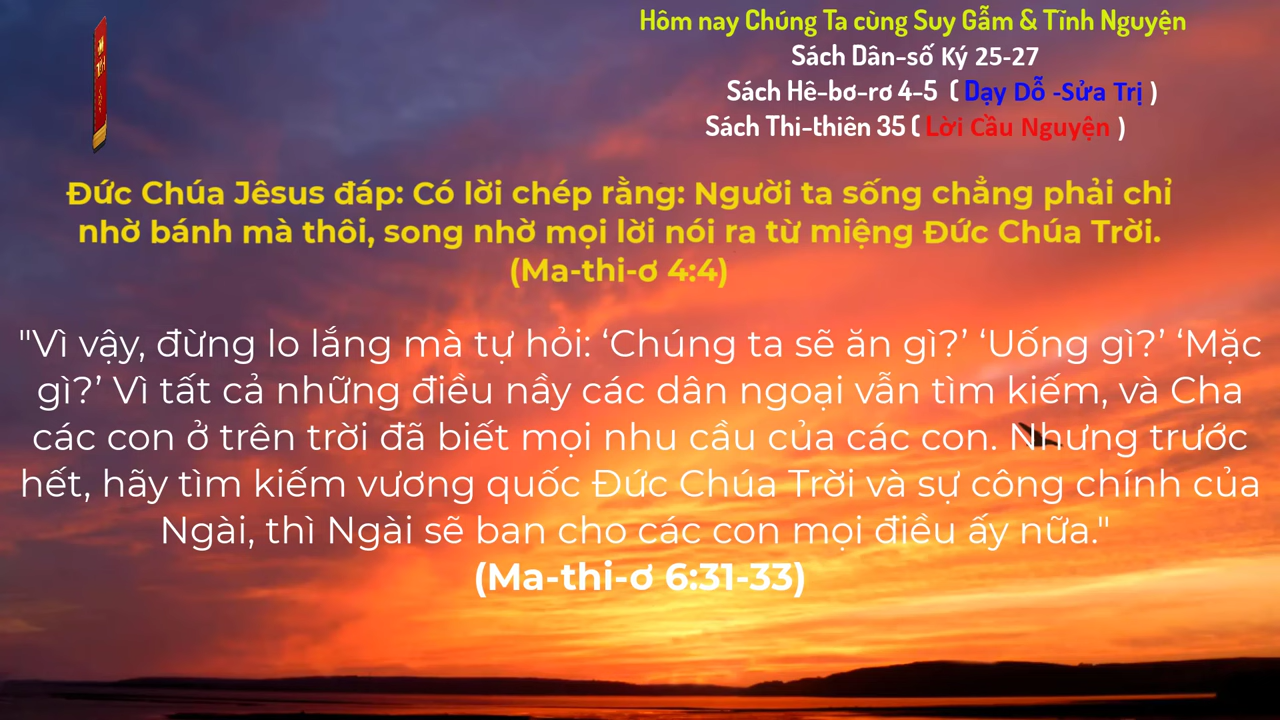 Hôm nay Chúng Ta cùng Suy Gẫm & Tĩnh Nguyện
Sách Dân-số Ký 25-27
Sách Hê-bơ-rơ 4-5 ( Dạy Dỗ -Sửa Trị )
Sách Thi-thiên 35 ( Lời Cầu Nguyện )
Đức Chúa Jêsus đáp: Có lời chép rằng: Người ta sống chẳng phải chỉ
nhờ bánh mà thôi, song nhờ mọi lời nói ra từ miệng Đức Chúa Trời.
(Ma-thi-ơ 4:4)
"Vì vậy, đừng lo lắng mà tự hỏi: ‘Chúng ta sẽ ăn gì?’ ‘Uống gì?’ ‘Mặc
gì?’ Vì tất cả những điều nầy các dân ngoại vẫn tìm kiếm, và Cha
các con ở trên trời đã biết mọi nhu cầu của các con. Nhưng trước
hết, hãy tìm kiếm vương quốc Đức Chúa Trời và sự công chính của
Ngài, thì Ngài sẽ ban cho các con mọi điều ấy nữa."
(Ma-thi-ơ 6:31-33)